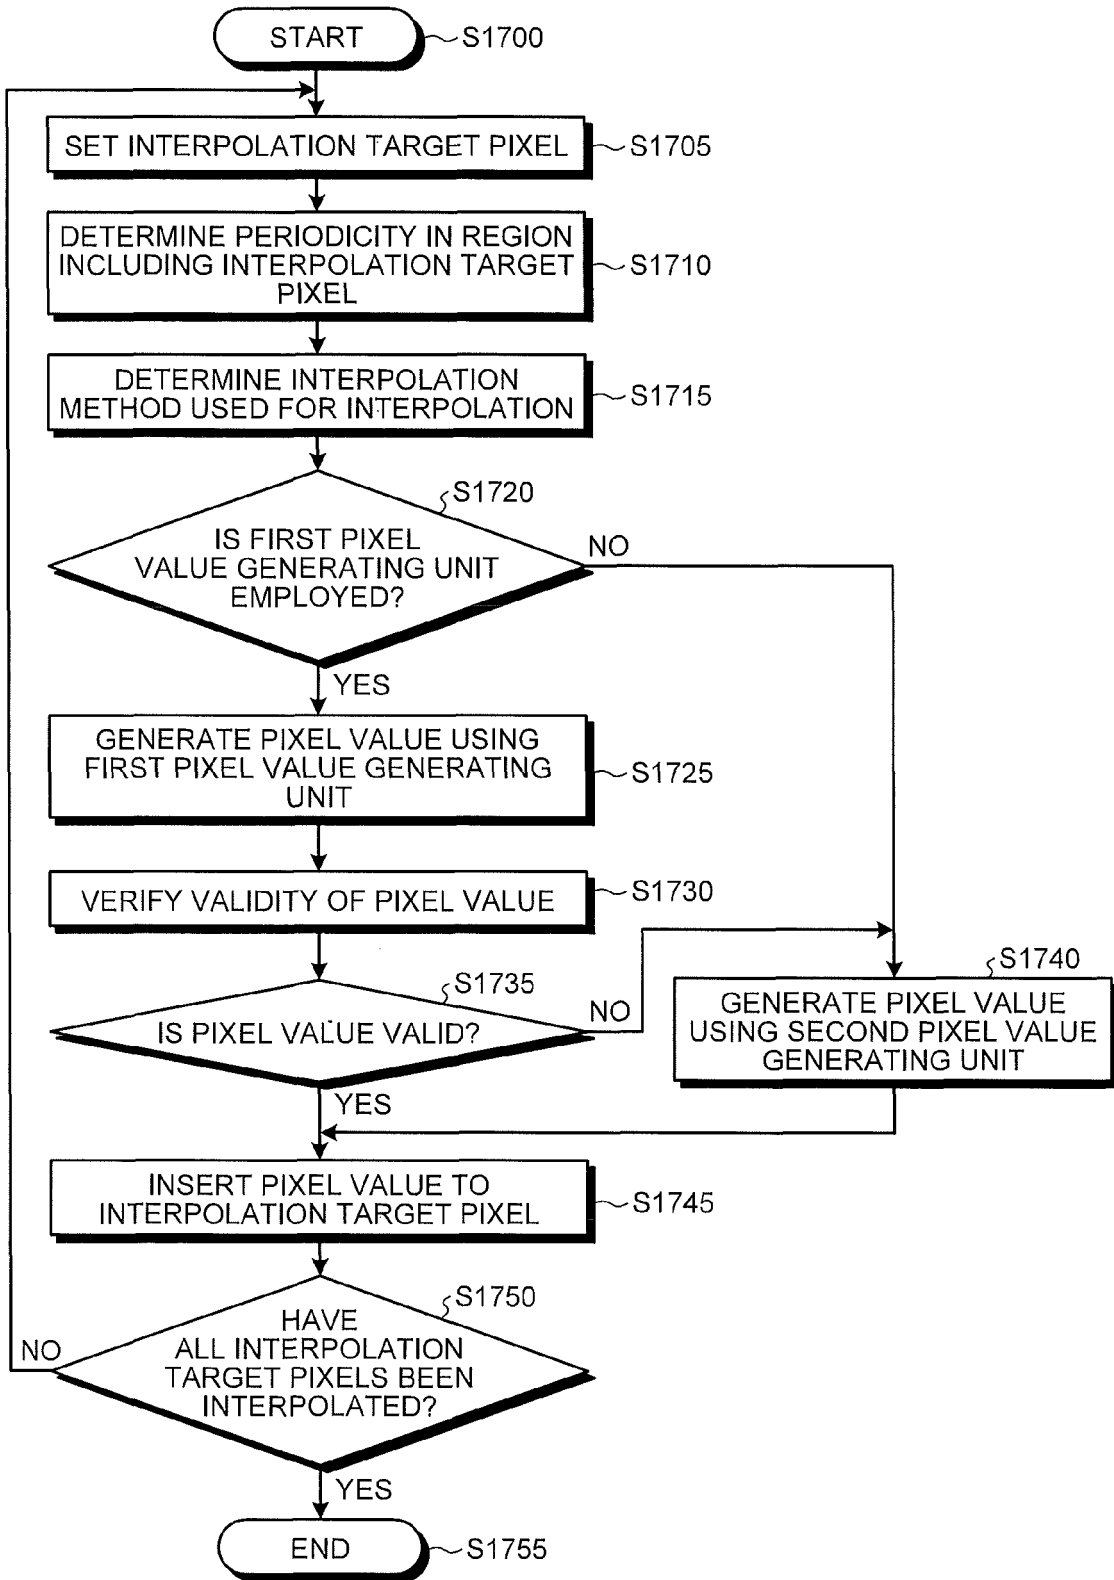 START
S1700
SET INTERPOLATION TARGET PIXEL
S1705
DETERMINE PERIODICITY IN REGION
INCLUDING INTERPOLATION TARGET
PIXEL
S1710
DETERMINE INTERPOLATION
METHOD USED FOR INTERPOLATION
S1715
S1720
IS FIRST PIXEL
VALUE GENERATING UNIT
EMPLOYED?
NO
YES
GENERATE PIXEL VALUE USING
FIRST PIXEL VALUE GENERATING
UNIT
S1725
VERIFY VALIDITY OF PIXEL VALUE
S1730
S1735
IS PIXEL VALUE VALID?
NO
YES
S1740
GENERATE PIXEL VALUE
USING SECOND PIXEL VALUE
GENERATING UNIT
INSERT PIXEL VALUE TO
INTERPOLATION TARGET PIXEL
S1745
S1750
HAVE
ALL INTERPOLATION
TARGET PIXELS BEEN
INTERPOLATED?
NO
YES
END
S1755